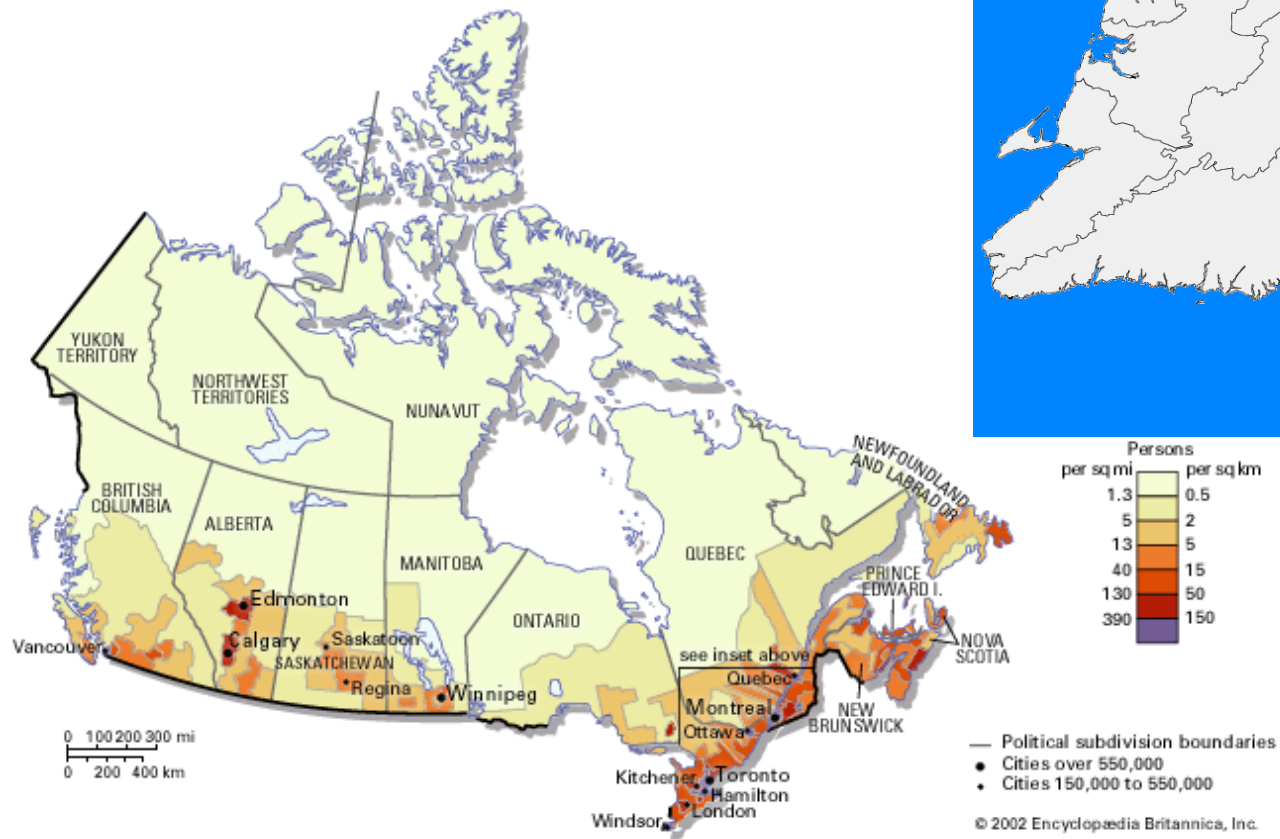 YUKON
TERRITORY
NORTHWEST
TERRITORIES
NUNAVUT
BRITISH
COLUMBIA
ALBERTA
MANITOBA
ONTARIO
QUEBEC
NEWFOUNDLAND
AND LABRADOR
PRINCE
EDWARD I.
NOVA
SCOTIA
NEW
BRUNSWICK
Edmonton
Calgary
Saskatoon
SASKATCHEWAN
Regina
Winnipeg
Vancouver
see inset above
Quebec
Montreal
Ottawa
Kitchener
Toronto
Hamilton
London
Windsor
0 100 200 300 mi
0 200 400 km
Persons
per sq mi per sq km
1.3 0.5
5 2
13 5
40 15
130 50
390 150
Political subdivision boundaries
Cities over 550,000
Cities 150,000 to 550,000
© 2002 Encyclopædia Britannica, Inc.